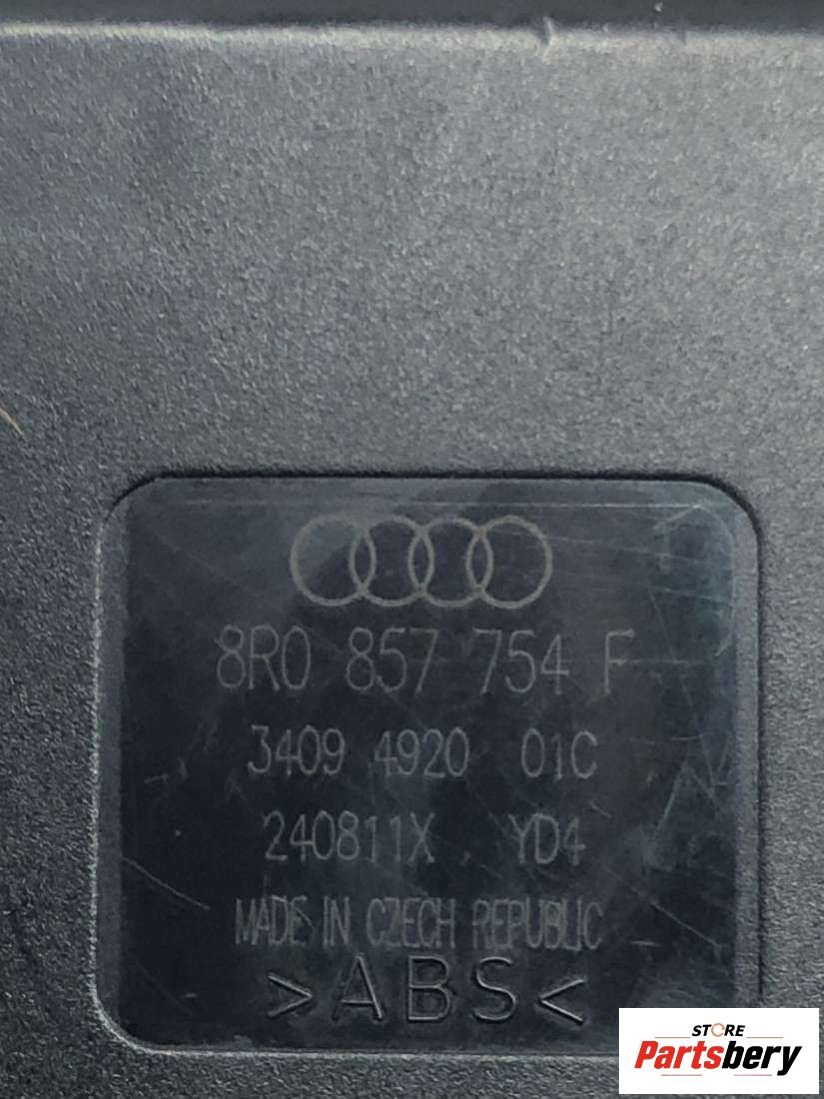 8R0 857 754 F
3409 4920 01C
240811X YD4
MADE IN CZECH REPUBLIC
>ABS<
STORE
Partsbery